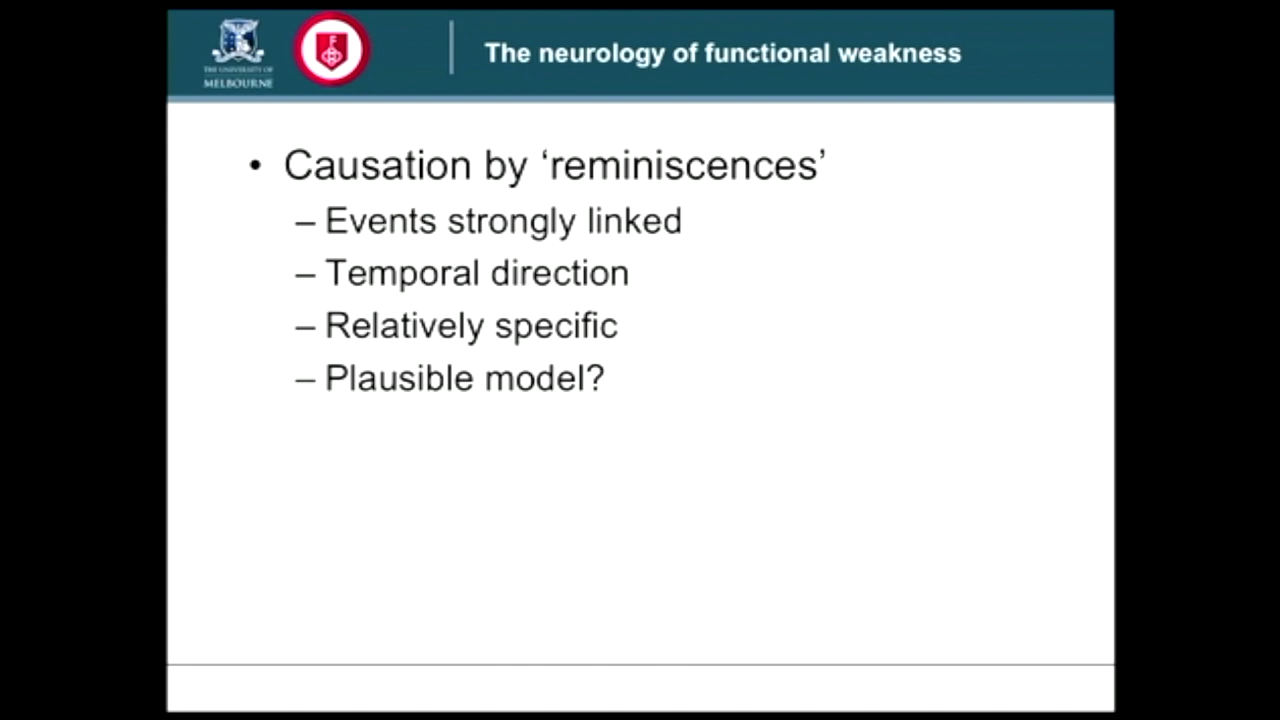 THE UNIVERSITY OF
MELBOURNE
The neurology of functional weakness
• Causation by ‘reminiscences’
– Events strongly linked
– Temporal direction
– Relatively specific
– Plausible model?